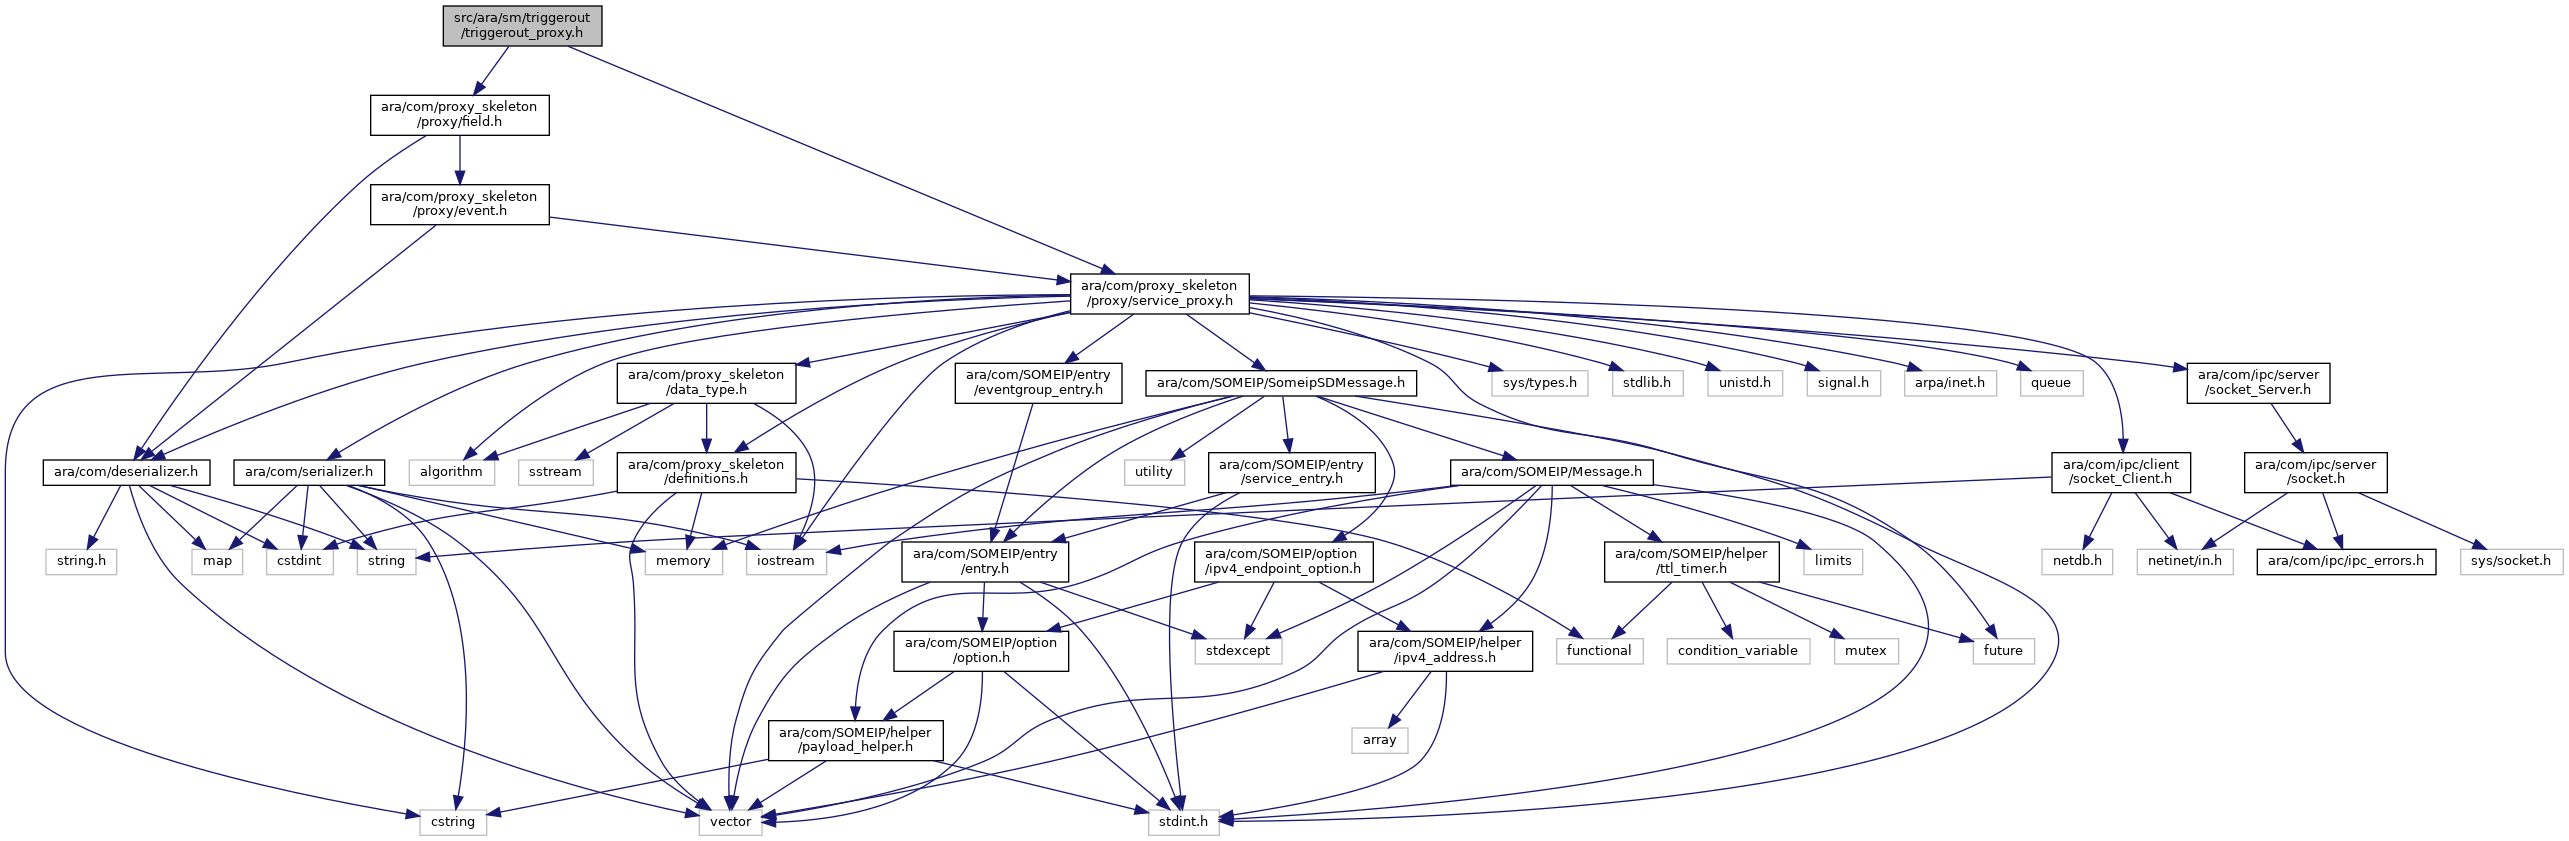 src/ara/sm/triggerout
/triggerout_proxy.h
ara/com/proxy_skeleton
/proxy/field.h
ara/com/proxy_skeleton
/proxy/event.h
ara/com/proxy_skeleton
/proxy/service_proxy.h
ara/com/proxy_skeleton
/data_type.h
ara/com/SOMEIP/entry
/eventgroup_entry.h
ara/com/SOMEIP/SomeipSDMessage.h
sys/types.h
stdlib.h
unistd.h
signal.h
arpa/inet.h
queue
ara/com/ipc/server
/socket_Server.h
ara/com/deserializer.h
ara/com/serializer.h
algorithm
sstream
ara/com/proxy_skeleton
/definitions.h
utility
ara/com/SOMEIP/entry
/service_entry.h
ara/com/SOMEIP/Message.h
ara/com/ipc/client
/socket_Client.h
ara/com/ipc/server
/socket.h
string.h
map
cstdint
string
memory
iostream
ara/com/SOMEIP/entry
/entry.h
ara/com/SOMEIP/option
/ipv4_endpoint_option.h
ara/com/SOMEIP/helper
/ttl_timer.h
limits
netdb.h
netinet/in.h
ara/com/ipc/ipc_errors.h
sys/socket.h
ara/com/SOMEIP/option
/option.h
stdexcept
ara/com/SOMEIP/helper
/ipv4_address.h
functional
condition_variable
mutex
future
ara/com/SOMEIP/helper
/payload_helper.h
array
cstring
vector
stdint.h